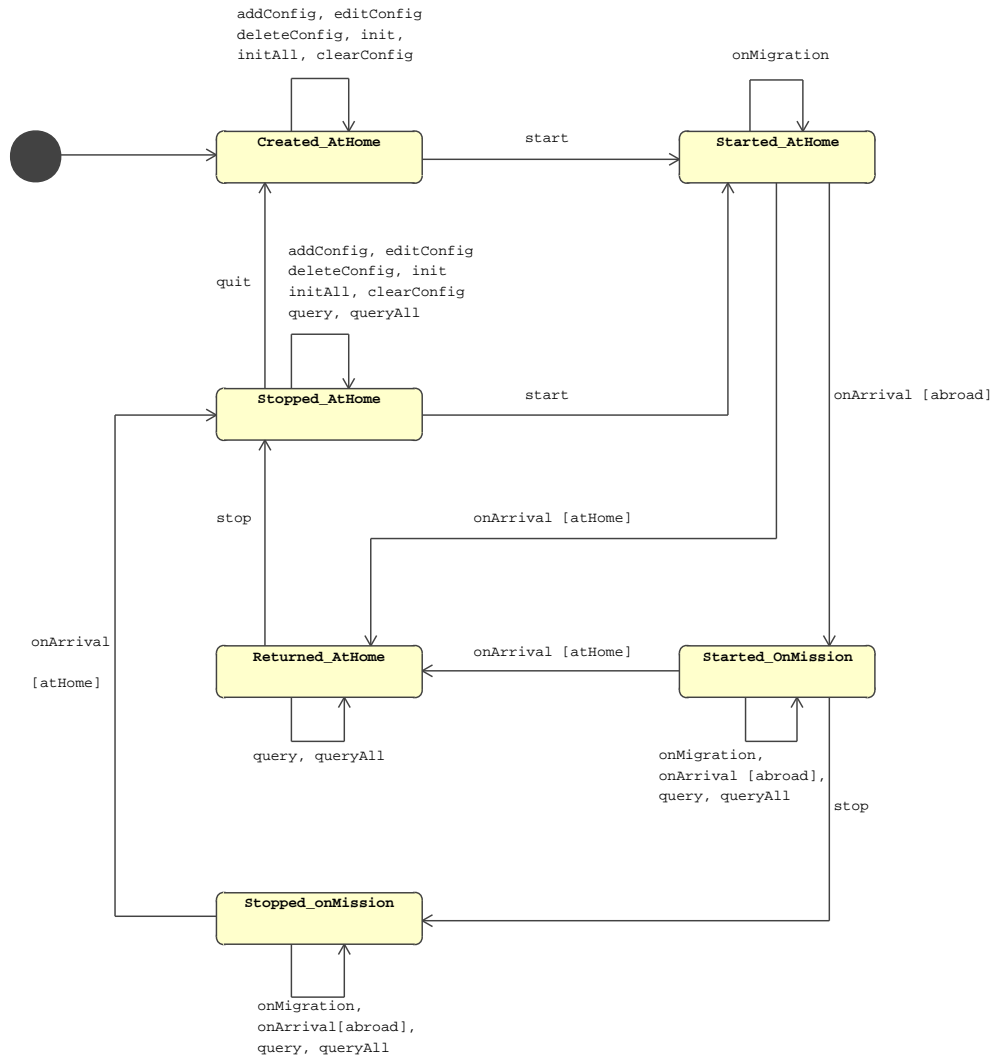 addConfig, editConfig
deleteConfig, init,
initAll, clearConfig
onMigration
Created_AtHome
start
Started_AtHome
addConfig, editConfig
deleteConfig, init
initAll, clearConfig
query, queryAll
quit
Stopped_AtHome
start
onArrival [abroad]
stop
onArrival [atHome]
onArrival
[atHome]
Returned_AtHome
onArrival [atHome]
Started_OnMission
query, queryAll
onMigration,
onArrival [abroad],
query, queryAll
stop
Stopped_onMission
onMigration,
onArrival[abroad],
query, queryAll